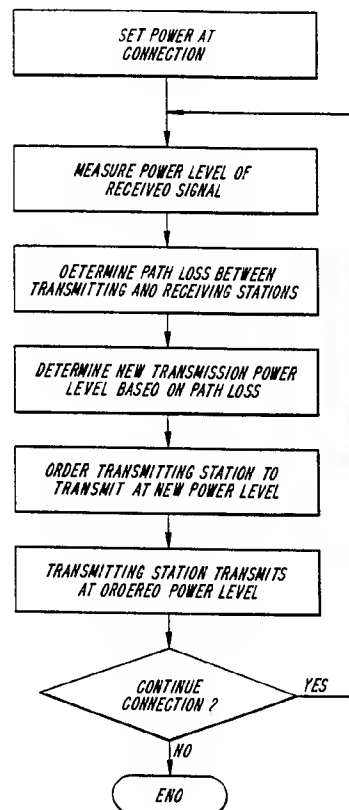 SET POWER AT
CONNECTION
MEASURE POWER LEVEL OF
RECEIVED SIGNAL
DETERMINE PATH LOSS BETWEEN
TRANSMITTING AND RECEIVING STATIONS
DETERMINE NEW TRANSMISSION POWER
LEVEL BASED ON PATH LOSS
ORDER TRANSMITTING STATION TO
TRANSMIT AT NEW POWER LEVEL
TRANSMITTING STATION TRANSMITS
AT ORDERED POWER LEVEL
CONTINUE
CONNECTION ?
YES
NO
END